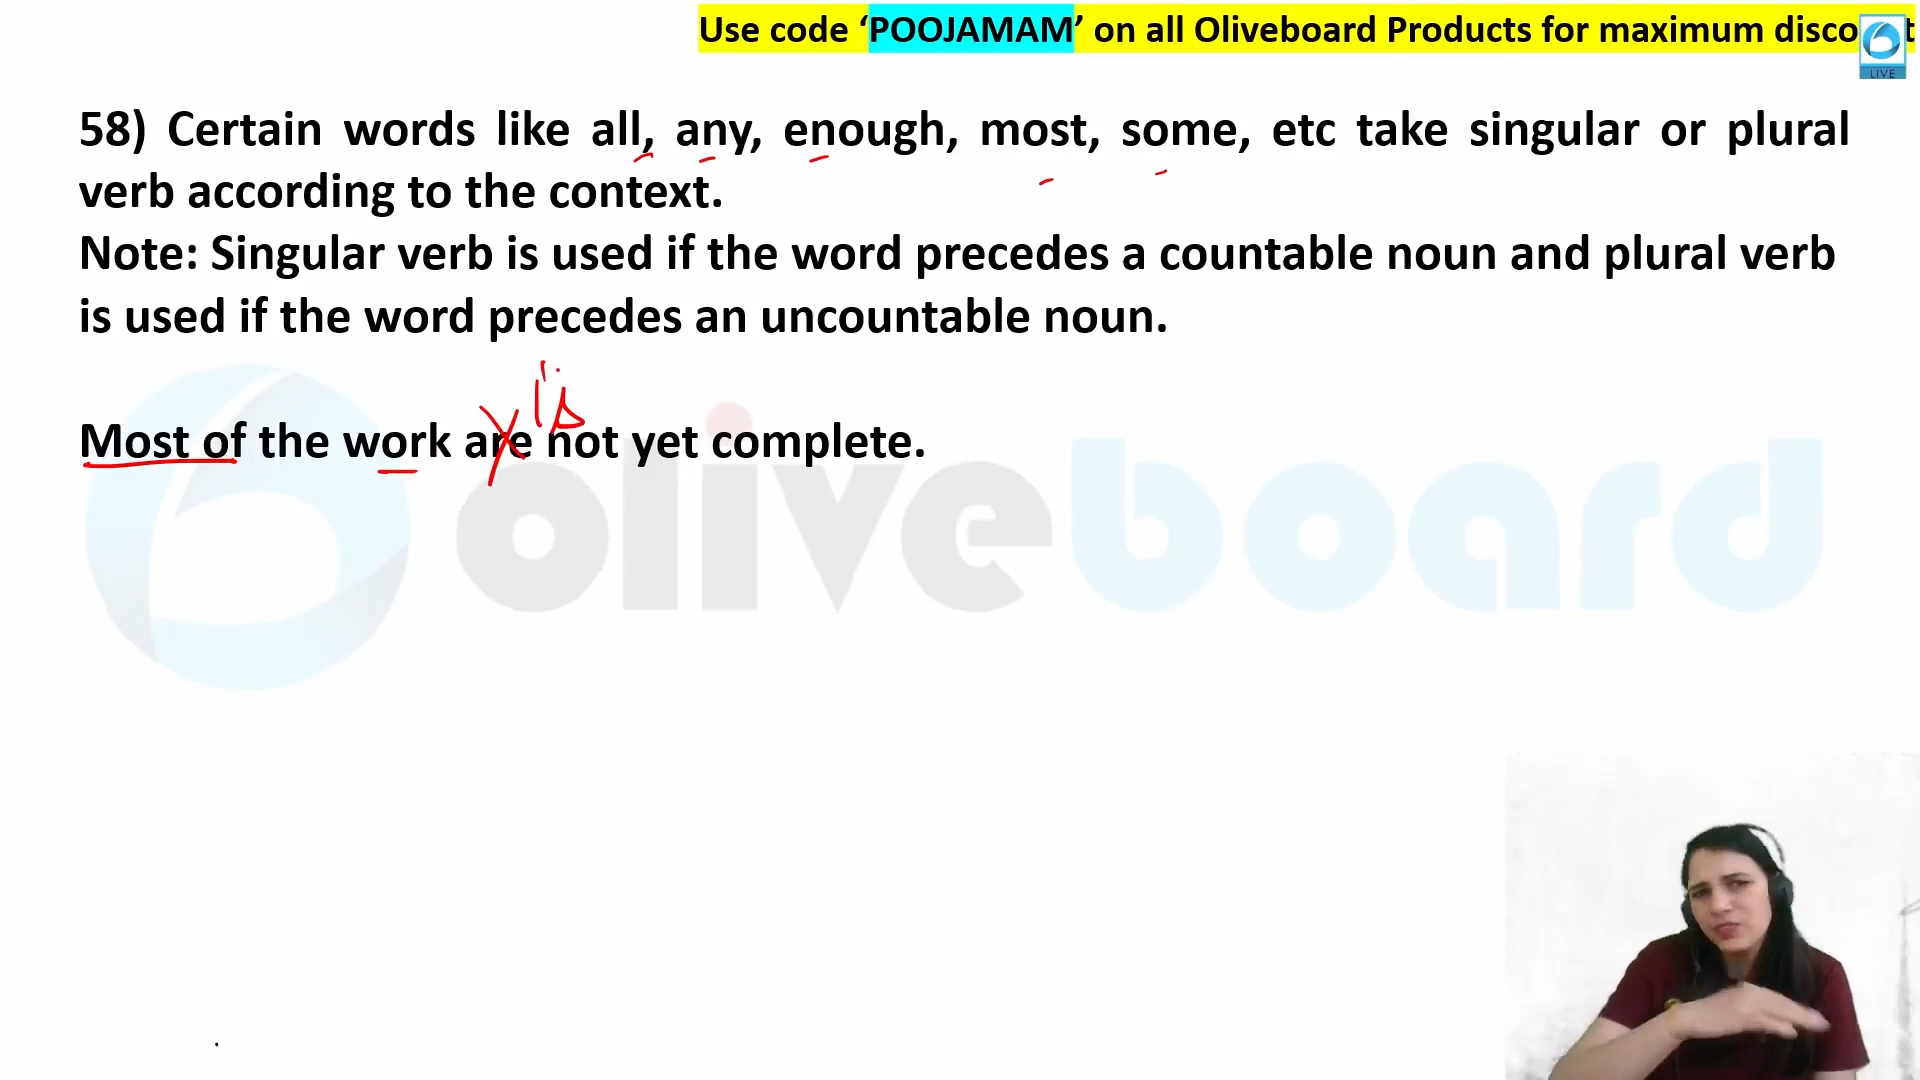 Use code ‘POOJAMAM’ on all Oliveboard Products for maximum disco t
LIVE
58) Certain words like all, any, enough, most, some, etc take singular or plural
verb according to the context.
Note: Singular verb is used if the word precedes a countable noun and plural verb
is used if the word precedes an uncountable noun.
is
Most of the work are not yet complete.
oliveboard